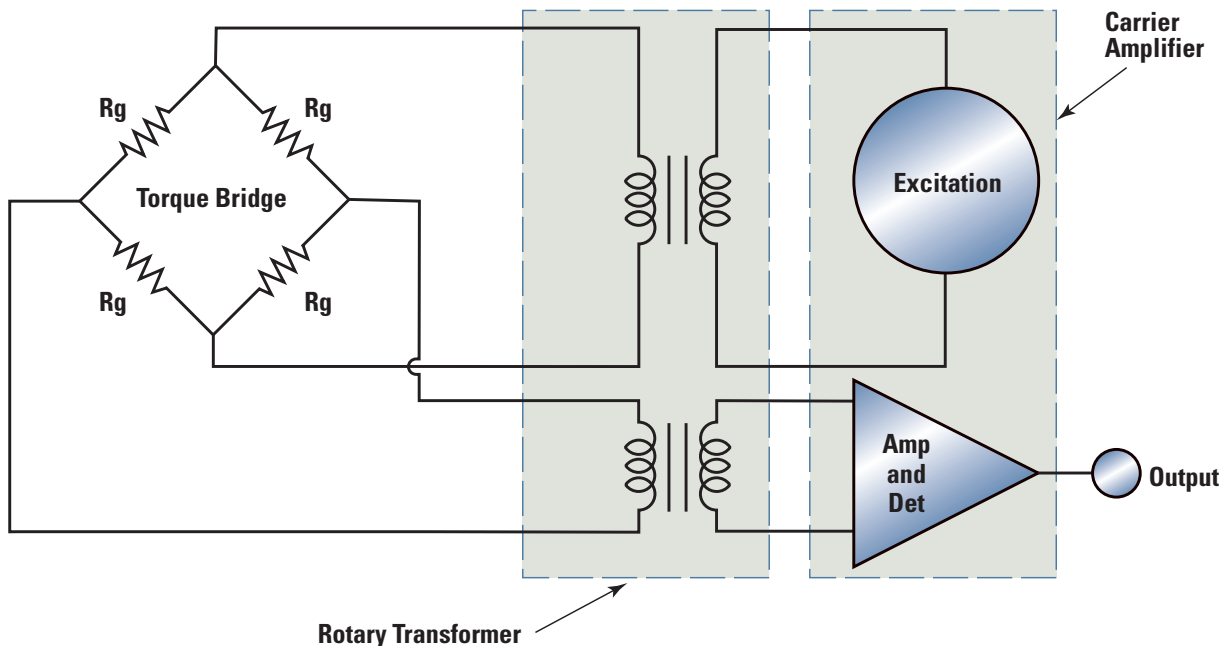 Carrier
Amplifier
Rg
Rg
Torque Bridge
Excitation
Rg
Rg
Amp
and
Det
Output
Rotary Transformer